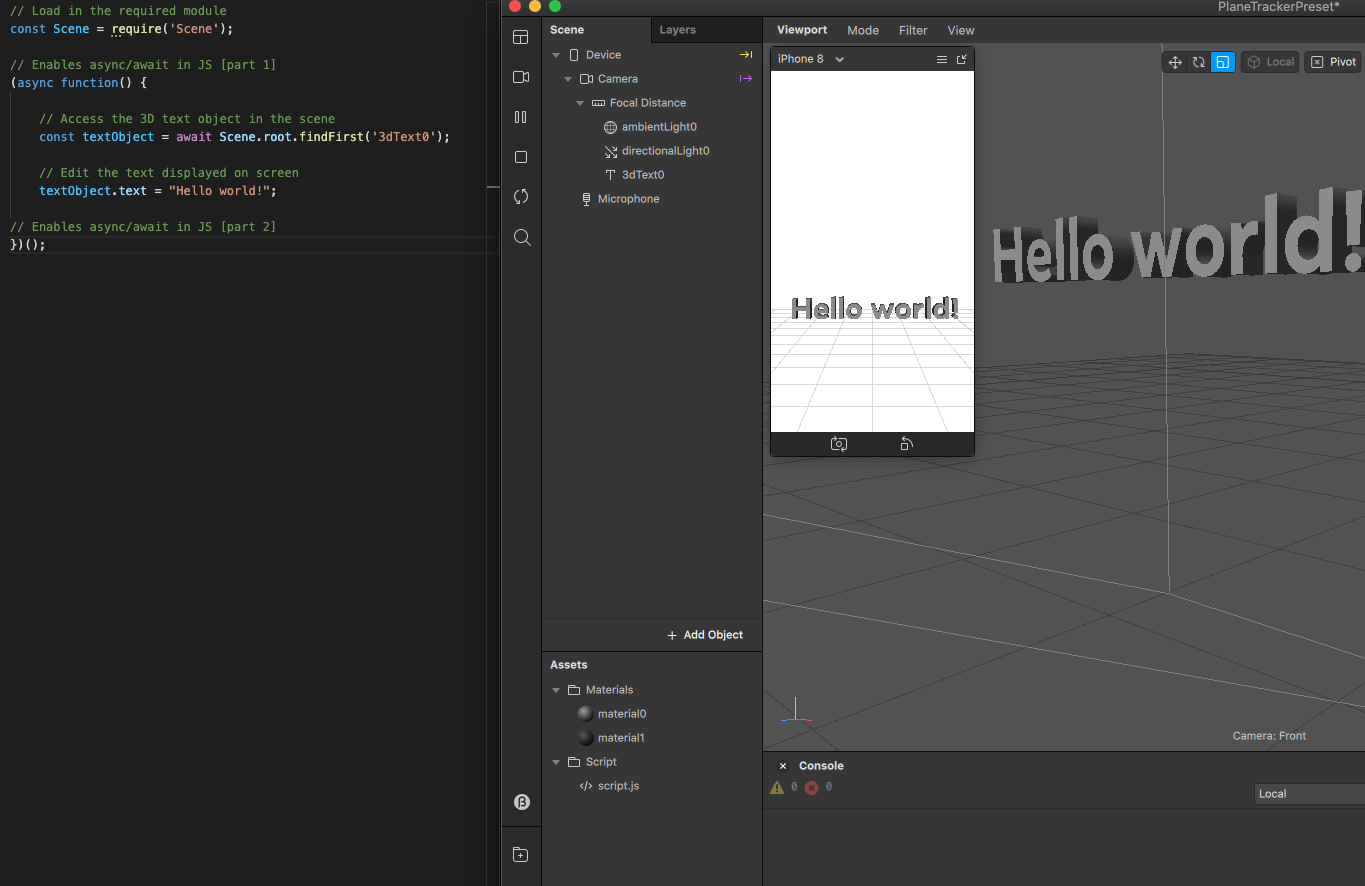 // Load in the required module
const Scene = require('Scene');
// Enables async/await in JS [part 1]
(async function() {
// Access the 3D text object in the scene
const textObject = await Scene.root.findFirst('3dText0');
// Edit the text displayed on screen
textObject.text = "Hello world!";
// Enables async/await in JS [part 2]
})();
PlaneTrackerPreset*
Scene
Layers
Device
Camera
Focal Distance
ambientLight0
directionalLight0
3dText0
Microphone
+ Add Object
Assets
Materials
material0
material1
Script
script.js
Viewport Mode Filter View
iPhone 8
Local
Pivot
Hello world!
Hello world!
Camera: Front
Console
0 0
Local